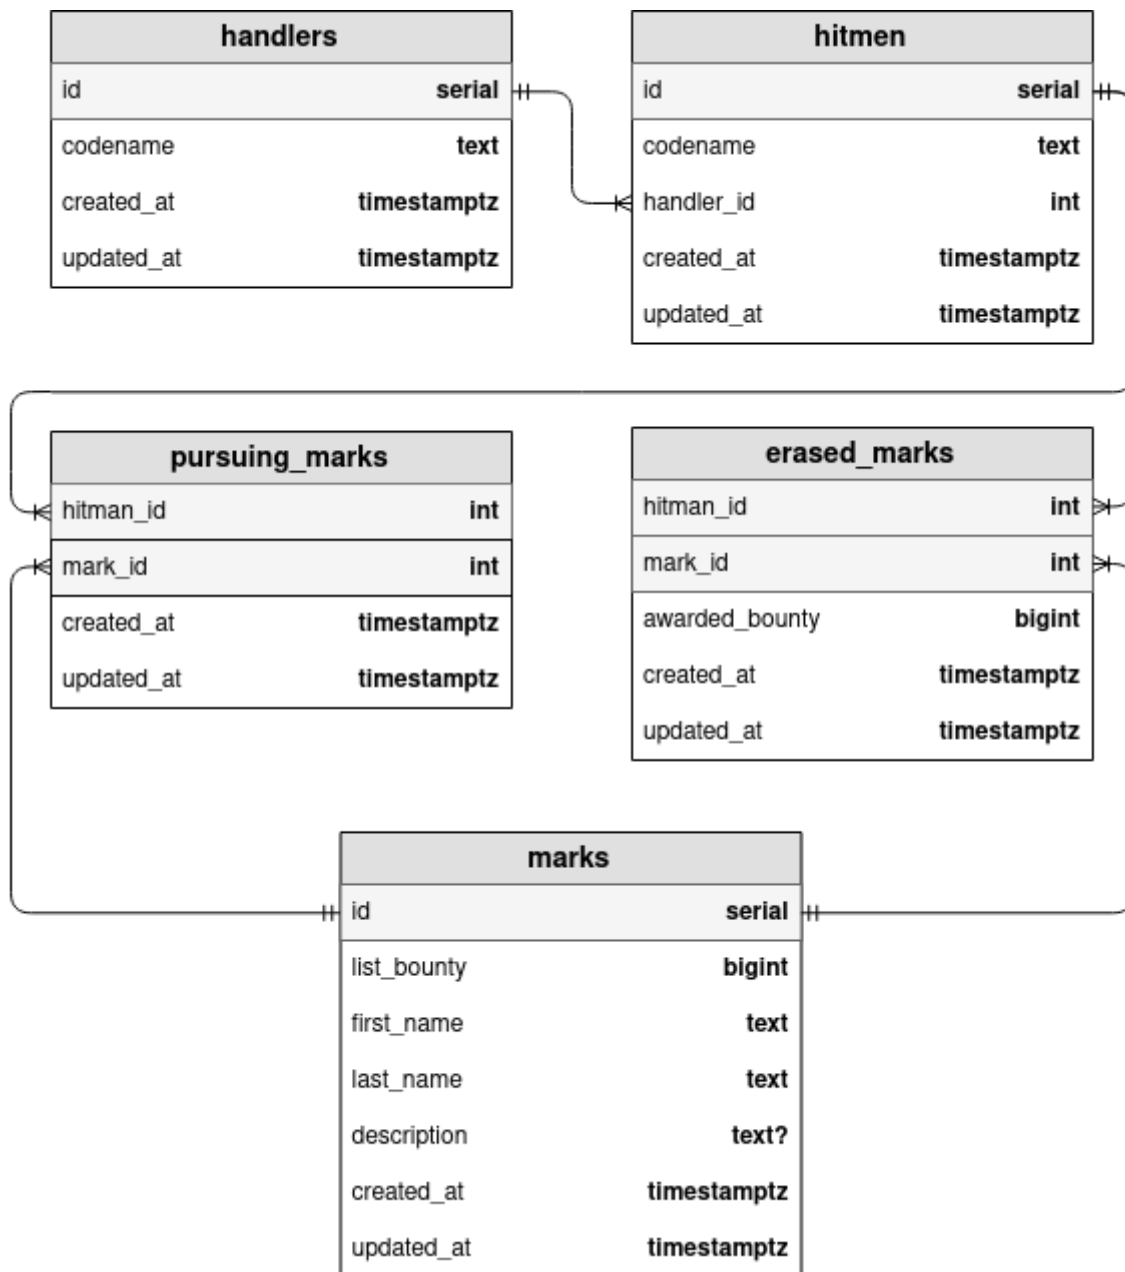 handlers
id serial
codename text
created_at timestamptz
updated_at timestamptz
hitmen
id serial
codename text
handler_id int
created_at timestamptz
updated_at timestamptz
pursuing_marks
hitman_id int
mark_id int
created_at timestamptz
updated_at timestamptz
erased_marks
hitman_id int
mark_id int
awarded_bounty bigint
created_at timestamptz
updated_at timestamptz
marks
id serial
list_bounty bigint
first_name text
last_name text
description text?
created_at timestamptz
updated_at timestamptz